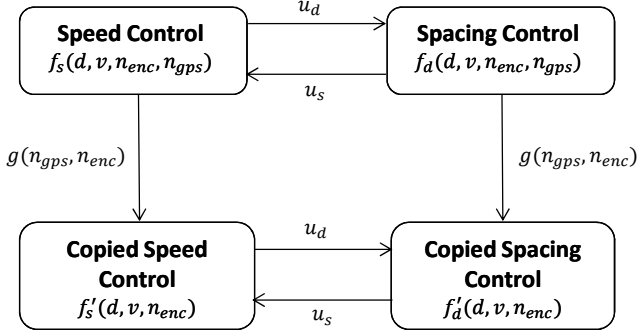 u_d
Speed Control
f_s(d, v, n_enc, n_gps)
Spacing Control
f_d(d, v, n_enc, n_gps)
u_s
g(n_gps, n_enc)
g(n_gps, n_enc)
Copied Speed
Control
f_s'(d, v, n_enc)
u_d
Copied Spacing
Control
f_d'(d, v, n_enc)
u_s